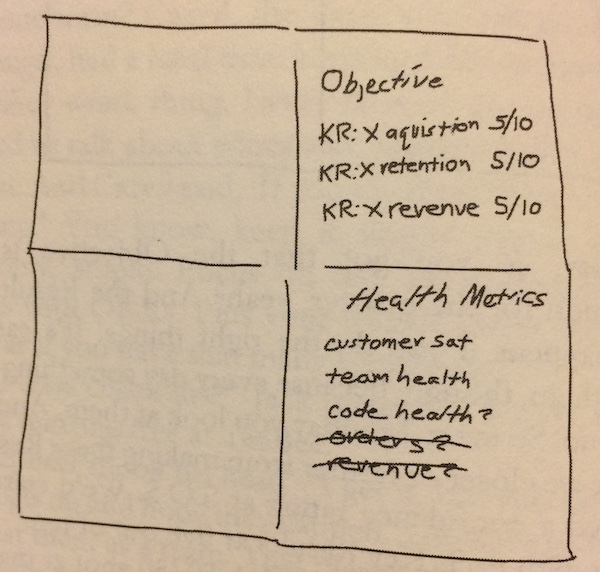 Objective
KR: X aquistion 5/10
KR: X retention 5/10
KR: X revenue 5/10
Health Metrics
customer sat
team health
code health?
orders?
revenue?